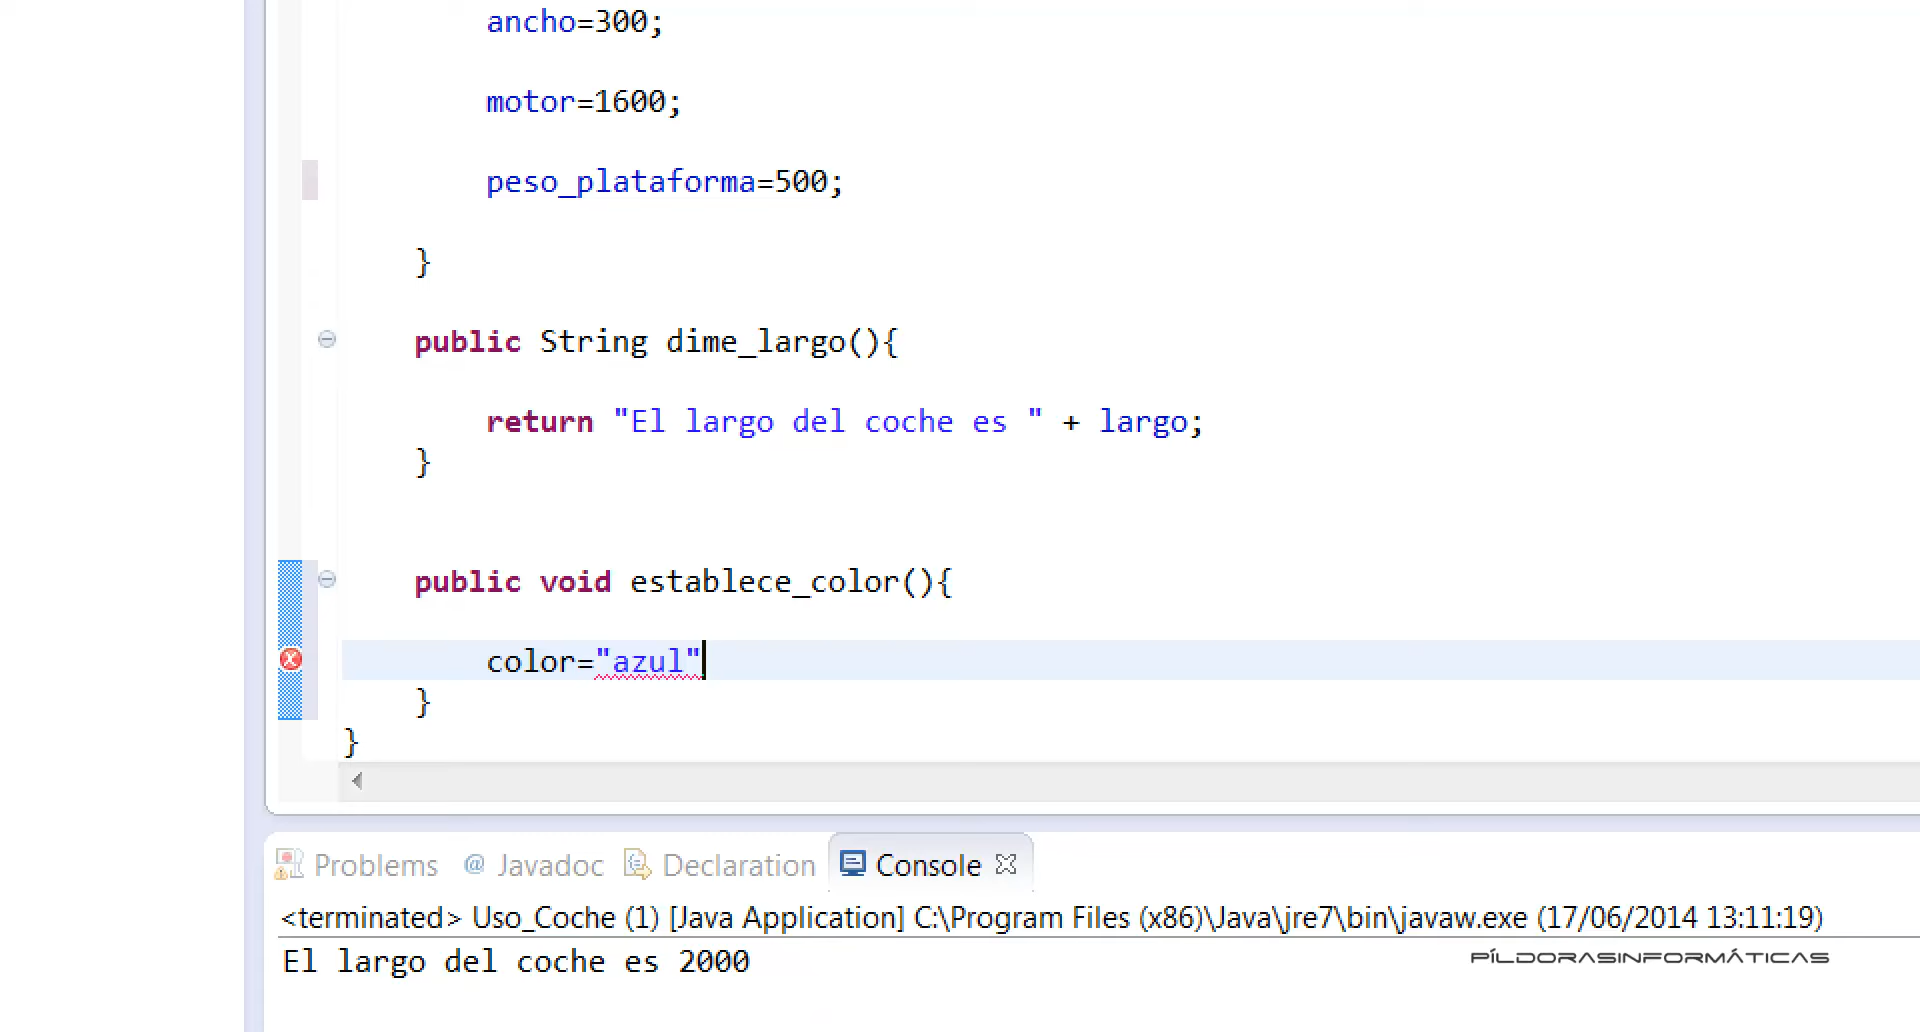 ancho=300;
motor=1600;
peso_plataforma=500;
}
public String dime_largo(){
return "El largo del coche es " + largo;
}
public void establece_color(){
color="azul"
}
}
Problems @ Javadoc Declaration Console
<terminated> Uso_Coche (1) [Java Application] C:\Program Files (x86)\Java\jre7\bin\javaw.exe (17/06/2014 13:11:19)
El largo del coche es 2000
PÍLDORASINFORMÁTICAS